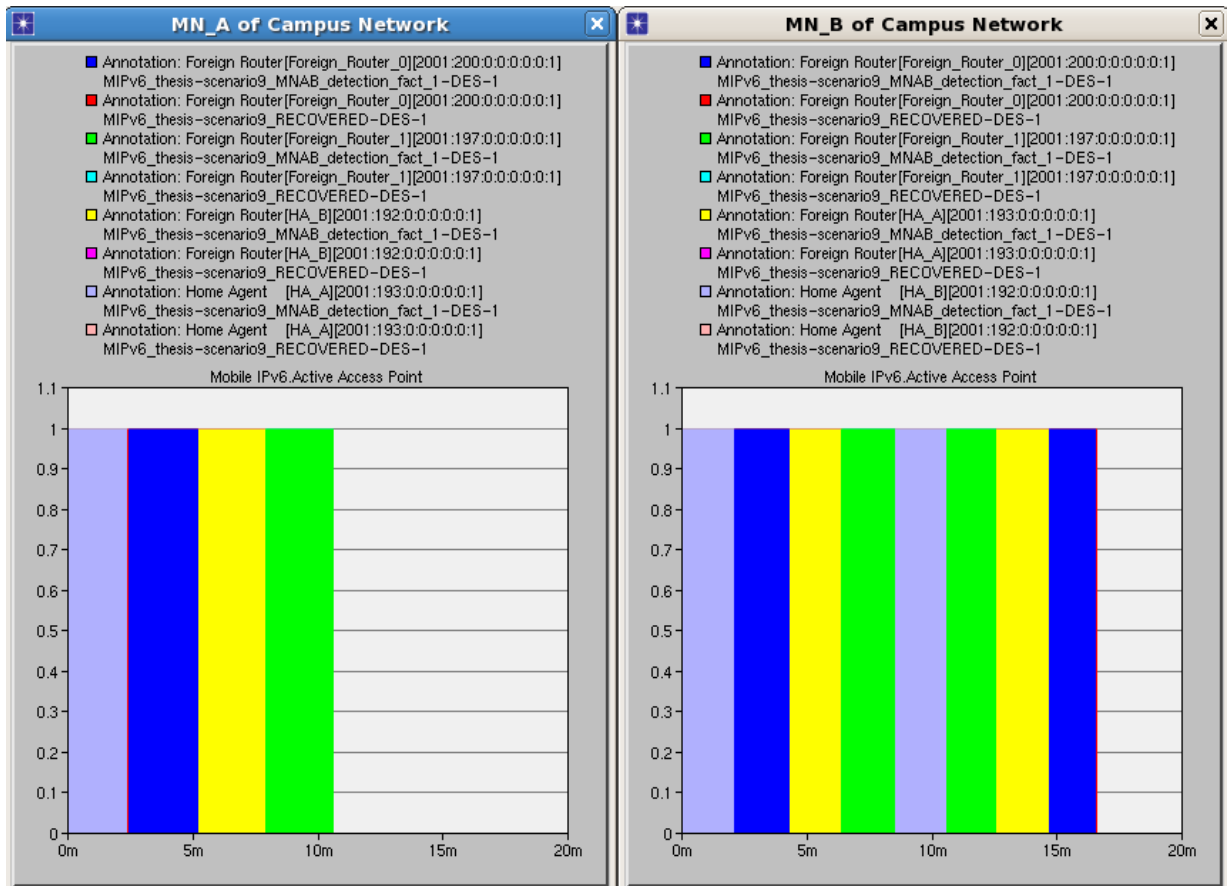 MN_A of Campus Network
Annotation: Foreign Router[Foreign_Router_0][2001:200:0:0:0:0:0:1]
MIPv6_thesis-scenario9_MNAB_detection_fact_1-DES-1
Annotation: Foreign Router[Foreign_Router_0][2001:200:0:0:0:0:0:1]
MIPv6_thesis-scenario9_RECOVERED-DES-1
Annotation: Foreign Router[Foreign_Router_1][2001:197:0:0:0:0:0:1]
MIPv6_thesis-scenario9_MNAB_detection_fact_1-DES-1
Annotation: Foreign Router[Foreign_Router_1][2001:197:0:0:0:0:0:1]
MIPv6_thesis-scenario9_RECOVERED-DES-1
Annotation: Foreign Router[HA_B][2001:192:0:0:0:0:0:1]
MIPv6_thesis-scenario9_MNAB_detection_fact_1-DES-1
Annotation: Foreign Router[HA_B][2001:192:0:0:0:0:0:1]
MIPv6_thesis-scenario9_RECOVERED-DES-1
Annotation: Home Agent [HA_A][2001:193:0:0:0:0:0:1]
MIPv6_thesis-scenario9_MNAB_detection_fact_1-DES-1
Annotation: Home Agent [HA_A][2001:193:0:0:0:0:0:1]
MIPv6_thesis-scenario9_RECOVERED-DES-1
Mobile IPv6.Active Access Point
1.1
1
0.9
0.8
0.7
0.6
0.5
0.4
0.3
0.2
0.1
0
0m 5m 10m 15m 20m
MN_B of Campus Network
Annotation: Foreign Router[Foreign_Router_0][2001:200:0:0:0:0:0:1]
MIPv6_thesis-scenario9_MNAB_detection_fact_1-DES-1
Annotation: Foreign Router[Foreign_Router_0][2001:200:0:0:0:0:0:1]
MIPv6_thesis-scenario9_RECOVERED-DES-1
Annotation: Foreign Router[Foreign_Router_1][2001:197:0:0:0:0:0:1]
MIPv6_thesis-scenario9_MNAB_detection_fact_1-DES-1
Annotation: Foreign Router[Foreign_Router_1][2001:197:0:0:0:0:0:1]
MIPv6_thesis-scenario9_RECOVERED-DES-1
Annotation: Foreign Router[HA_A][2001:193:0:0:0:0:0:1]
MIPv6_thesis-scenario9_MNAB_detection_fact_1-DES-1
Annotation: Foreign Router[HA_A][2001:193:0:0:0:0:0:1]
MIPv6_thesis-scenario9_RECOVERED-DES-1
Annotation: Home Agent [HA_B][2001:192:0:0:0:0:0:1]
MIPv6_thesis-scenario9_MNAB_detection_fact_1-DES-1
Annotation: Home Agent [HA_B][2001:192:0:0:0:0:0:1]
MIPv6_thesis-scenario9_RECOVERED-DES-1
Mobile IPv6.Active Access Point
1.1
1
0.9
0.8
0.7
0.6
0.5
0.4
0.3
0.2
0.1
0
0m 5m 10m 15m 20m